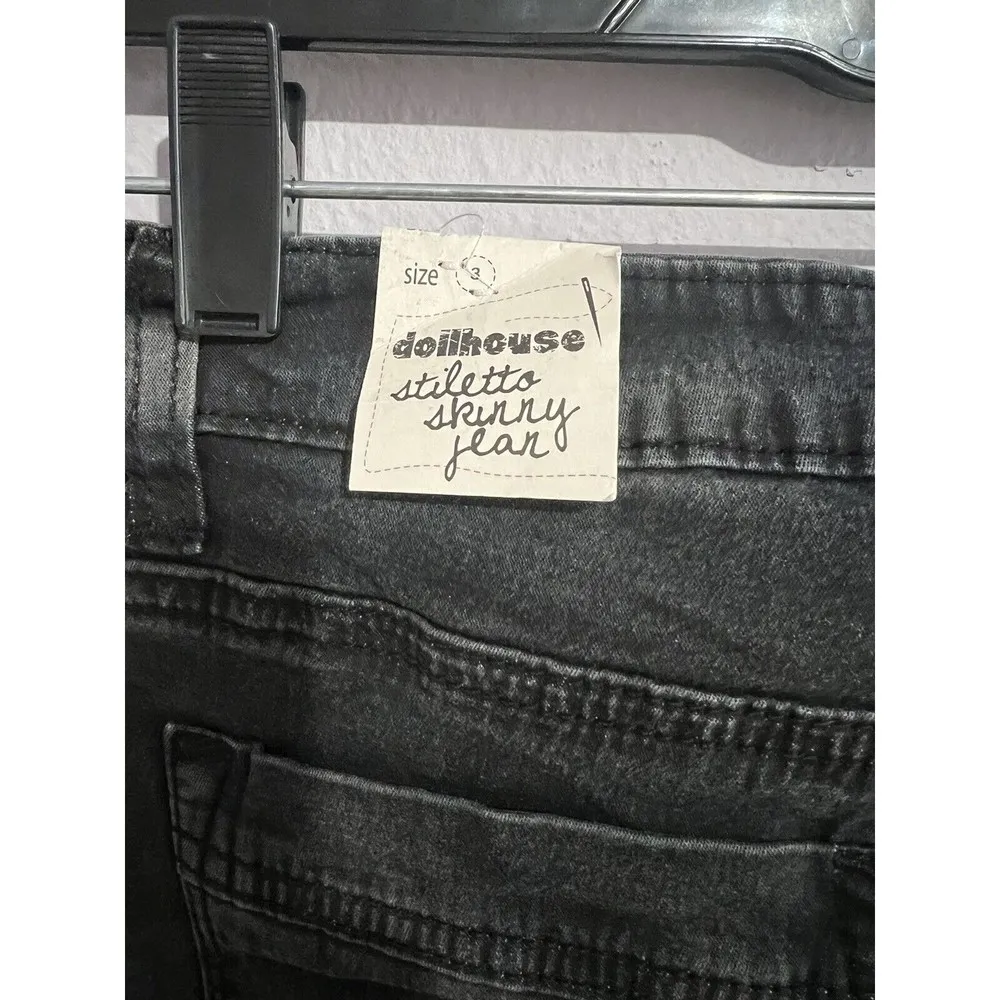 size 3
dollhouse
stiletto
skinny
jean